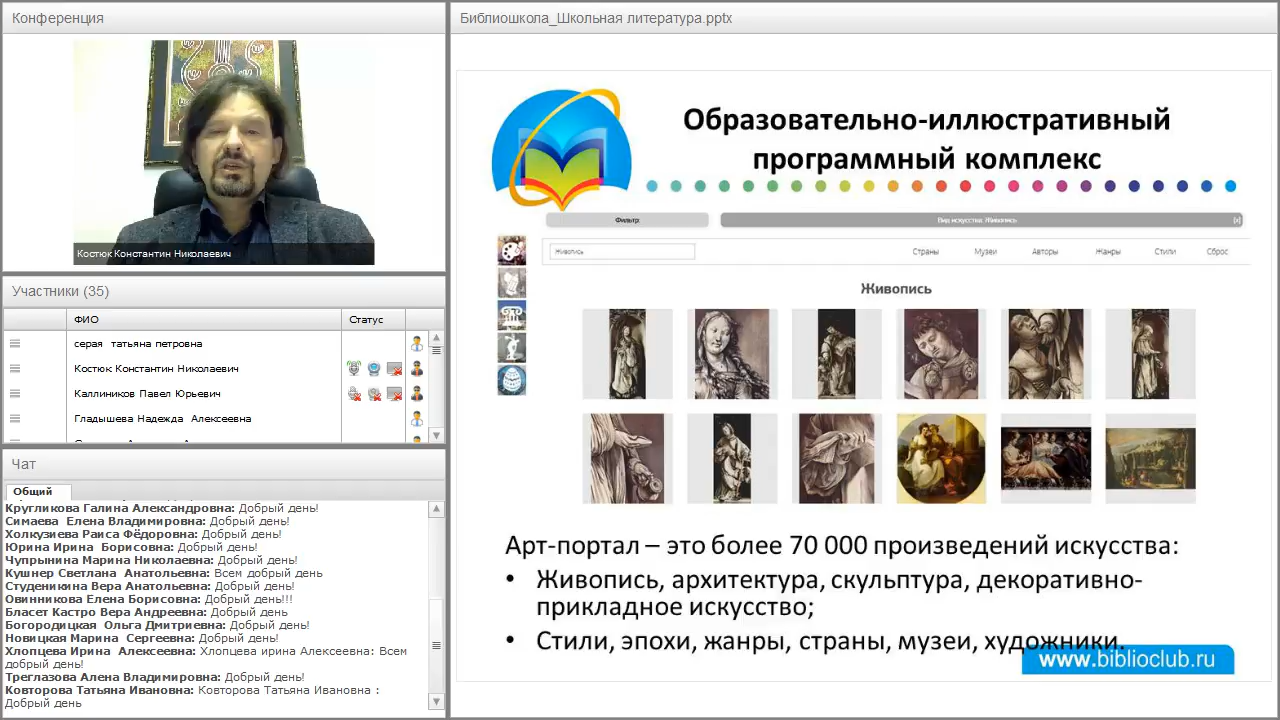 Конференция
Костюк Константин Николаевич
Участники (35)
ФИО
Статус
серая татьяна петровна
Костюк Константин Николаевич
Каллиников Павел Юрьевич
Гладышева Надежда Алексеевна
Чат
Общий
Кругликова Галина Александровна: Добрый день!
Симаева Елена Владимировна: Добрый день!
Холкузиева Раиса Фёдоровна: Добрый день!
Юрина Ирина Борисовна: Добрый день!
Чупрынина Марина Николаевна: Добрый день!
Кушнер Светлана Анатольевна: Всем добрый день
Студеникина Вера Анатольевна: Добрый день!
Овинникова Елена Борисовна: Добрый день!!!
Бласет Кастро Вера Андреевна: Добрый день
Богородицкая Ольга Дмитриевна: Добрый день!
Новицкая Марина Сергеевна: Добрый день!
Хлопцева Ирина Алексеевна: Хлопцева ирина Алексеевна: Всем
добрый день!
Треглазова Алена Владимировна: Добрый день!
Ковторова Татьяна Ивановна: Ковторова Татьяна Ивановна :
Добрый день
Библиошкола_Школьная литература.pptx
Образовательно-иллюстративный
программный комплекс
Фильтр:
Вид искусства: Живопись
[x]
Живопись
Страны
Музеи
Авторы
Жанры
Стили
Сброс
Живопись
Арт-портал – это более 70 000 произведений искусства:
• Живопись, архитектура, скульптура, декоративно-
прикладное искусство;
• Стили, эпохи, жанры, страны, музеи, художники.
www.biblioclub.ru